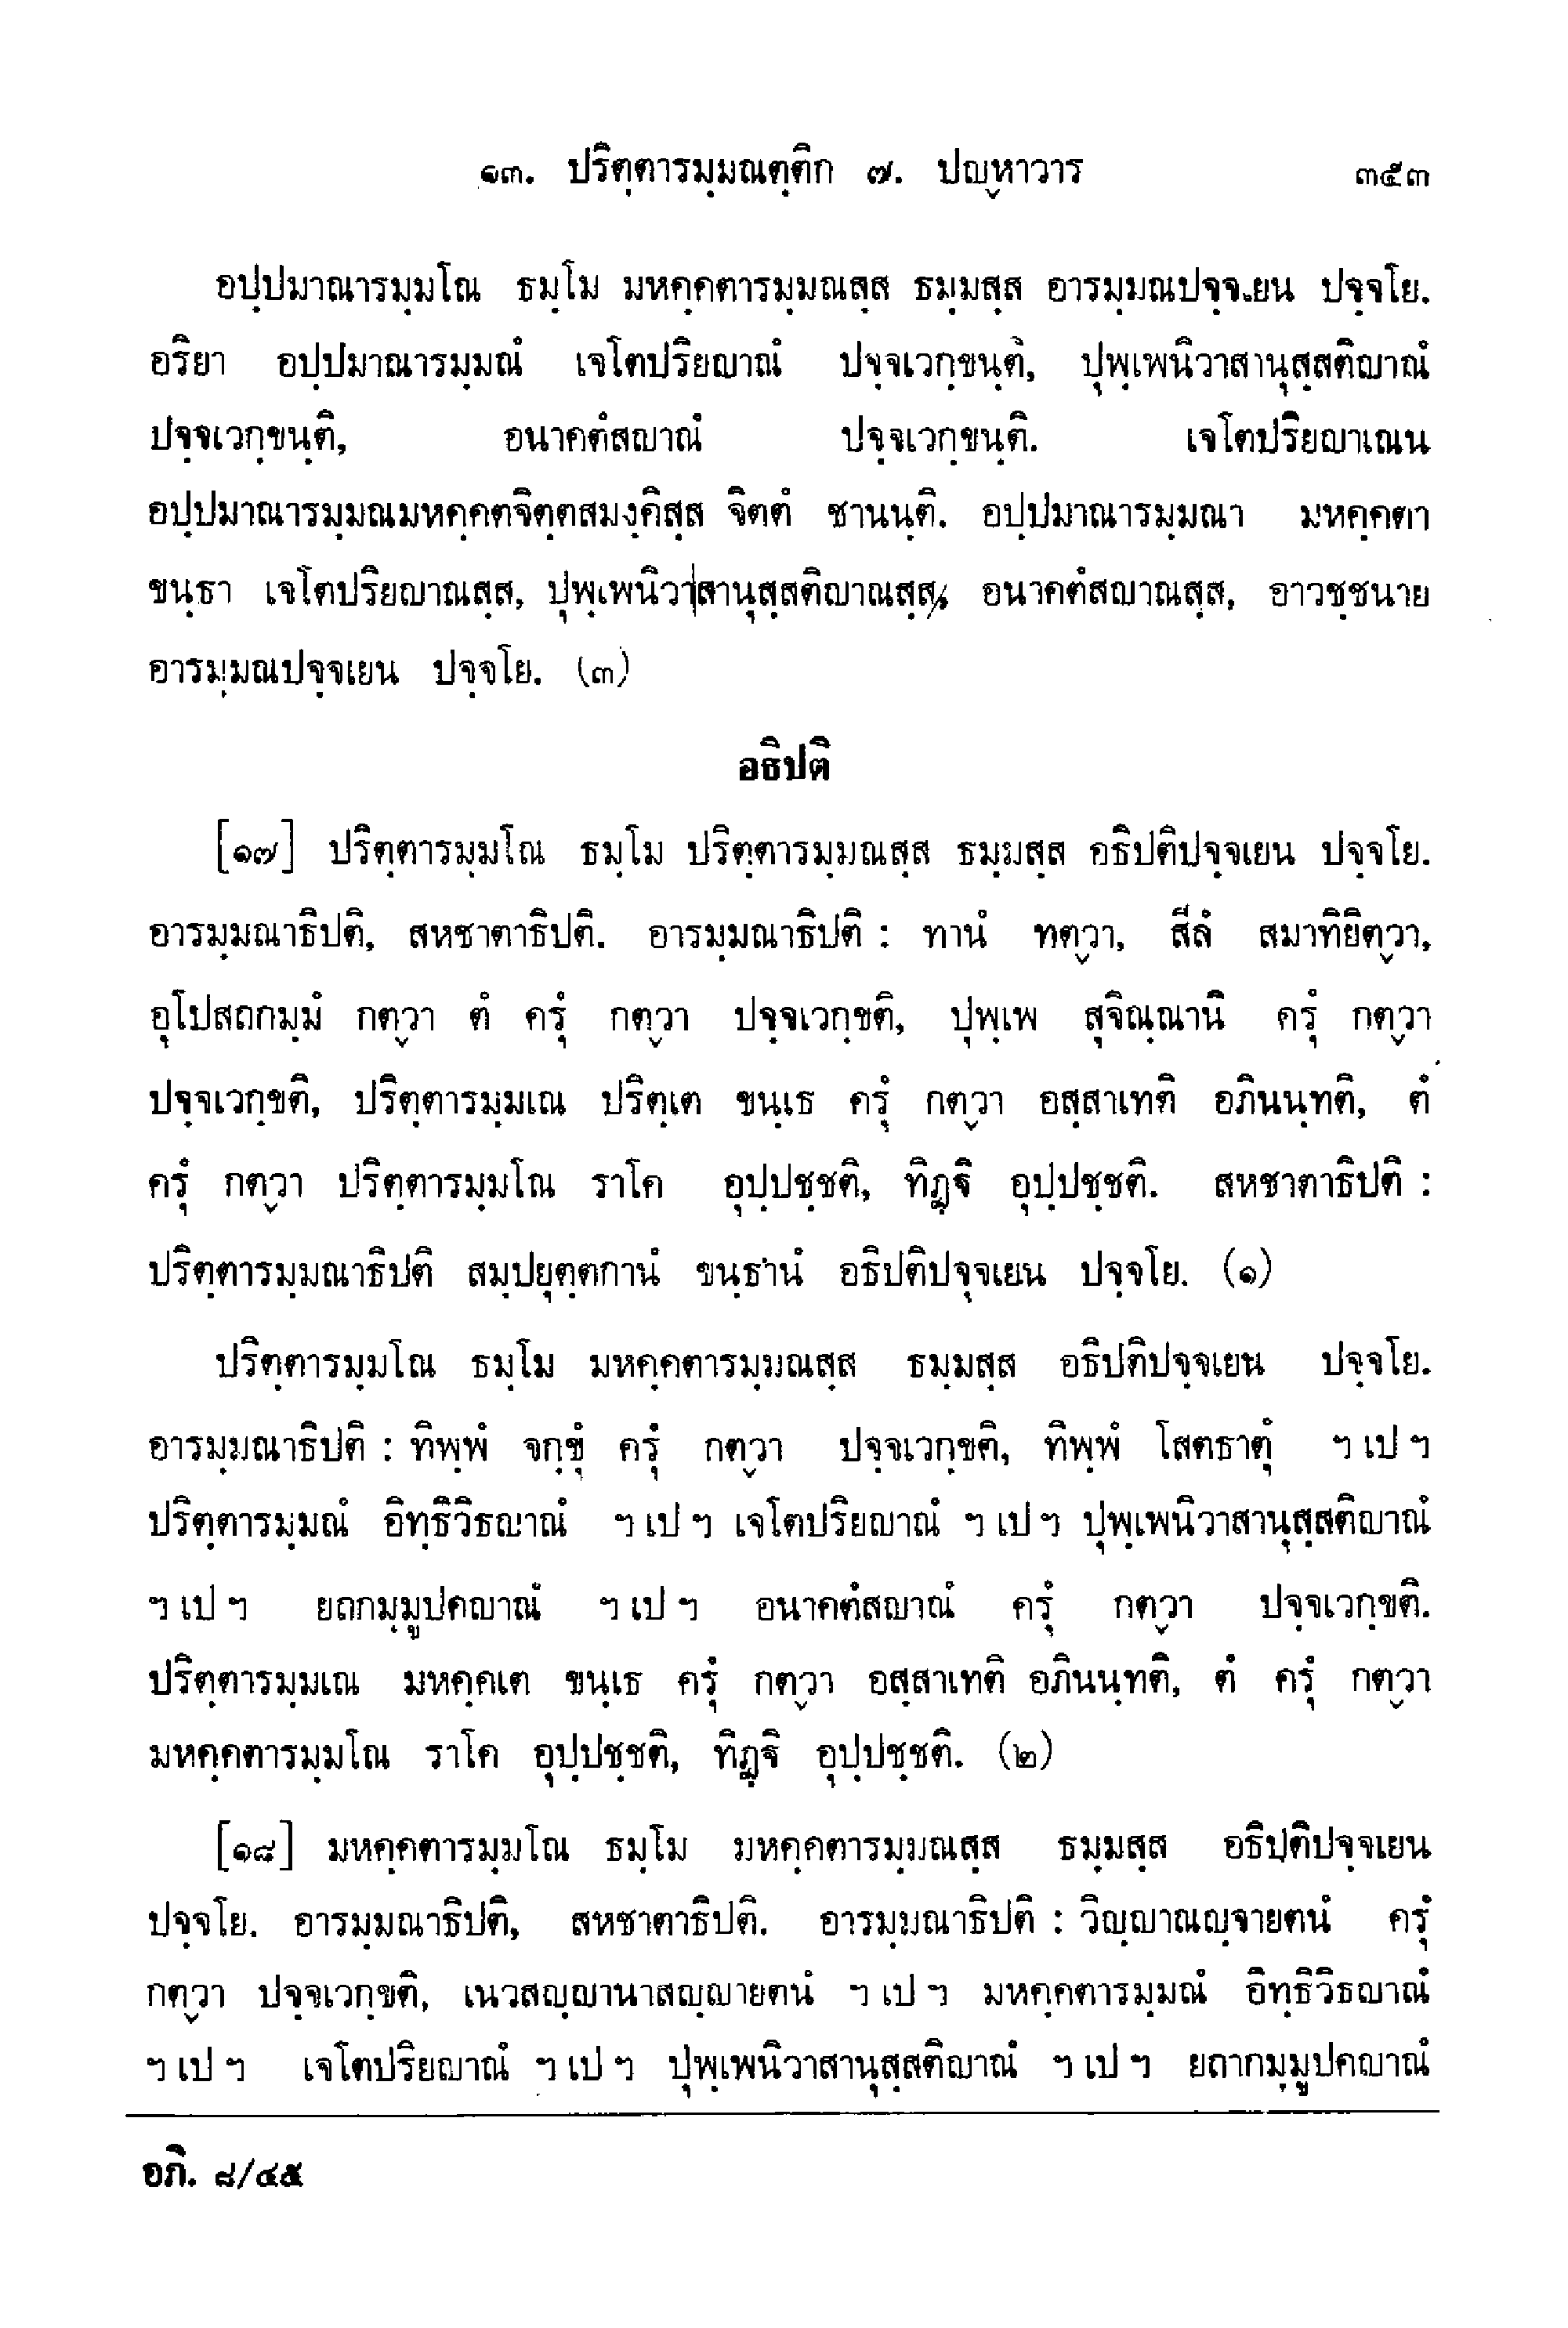 ๑๓. ปริตฺตารมฺมณตฺติก ๗. ปญฺหาวาร ๓๕๓
อปฺปมาณารมฺมโณ ธมฺโม มหคฺคตารมฺมณสฺส ธมฺมสฺส อารมฺมณปจฺจเยน ปจฺจโย.
อริยา อปฺปมาณารมฺมณํ เจโตปริยญาณํ ปจฺจเวกฺขนฺติ, ปุพฺเพนิวาสานุสฺสติญาณํ
ปจฺจเวกฺขนฺติ, อนาคตํสญาณํ ปจฺจเวกฺขนฺติ. เจโตปริยญาเณน
อปฺปมาณารมฺมณมหคฺคตจิตฺตสมงฺคิสฺส จิตตํ ชานนฺติ. อปฺปมาณารมฺมณา มหคฺคตา
ขนฺธา เจโตปริยญาณสฺส, ปุพฺเพนิวาสานุสฺสติญาณสฺส, อนาคตํสญาณสฺส, อาวชฺชนาย
อารมฺมณปจฺจเยน ปจฺจโย. (๓)
อธิปติ
[๑๗] ปริตฺตารมฺมโณ ธมฺโม ปริตฺตารมฺมณสฺส ธมฺมสฺส อธิปติปจฺจเยน ปจฺจโย.
อารมฺมณาธิปติ, สหชาตาธิปติ. อารมฺมณาธิปติ : ทานํ ทตฺวา, สีลํ สมาทิยิตฺวา,
อุโปสถกมฺมํ กตฺวา ตํ ครุํ กตฺวา ปจฺจเวกฺขติ, ปุพฺเพ สุจิณฺณานิ ครุํ กตฺวา
ปจฺจเวกฺขติ, ปริตฺตารมฺมเณ ปริตฺเต ขนฺเธ ครุํ กตฺวา อสฺสาเทติ อภินนฺทติ, ตํ
ครุํ กตฺวา ปริตฺตารมฺมโณ ราโค อุปฺปชฺชติ, ทิฏฺฐิ อุปฺปชฺชติ. สหชาตาธิปติ :
ปริตฺตารมฺมณาธิปติ สมฺปยุตฺตกานํ ขนฺธานํ อธิปติปจฺจเยน ปจฺจโย. (๑)
ปริตฺตารมฺมโณ ธมฺโม มหคฺคตารมฺมณสฺส ธมฺมสฺส อธิปติปจฺจเยน ปจฺจโย.
อารมฺมณาธิปติ : ทิพฺพํ จกฺขุํ ครุํ กตฺวา ปจฺจเวกฺขติ, ทิพฺพํ โสตธาตุํ ฯ เป ฯ
ปริตฺตารมฺมณํ อิทฺธิวิธญาณํ ฯ เป ฯ เจโตปริยญาณํ ฯ เป ฯ ปุพฺเพนิวาสานุสฺสติญาณํ
ฯ เป ฯ ยถกมฺมูปคญาณํ ฯ เป ฯ อนาคตํสญาณํ ครุํ กตฺวา ปจฺจเวกฺขติ.
ปริตฺตารมฺมเณ มหคฺคเต ขนฺเธ ครุํ กตฺวา อสฺสาเทติ อภินนฺทติ, ตํ ครุํ กตฺวา
มหคฺคตารมฺมโณ ราโค อุปฺปชฺชติ, ทิฏฺฐิ อุปฺปชฺชติ. (๒)
[๑๘] มหคฺคตารมฺมโณ ธมฺโม มหคฺคตารมฺมณสฺส ธมฺมสฺส อธิปติปจฺจเยน
ปจฺจโย. อารมฺมณาธิปติ, สหชาตาธิปติ. อารมฺมณาธิปติ : วิญฺญาณญฺจายตนํ ครุํ
กตฺวา ปจฺจเวกฺขติ, เนวสญฺญานาสญฺญายตนํ ฯ เป ฯ มหคฺคตารมฺมณํ อิทฺธิวิธญาณํ
ฯ เป ฯ เจโตปริยญาณํ ฯ เป ฯ ปุพฺเพนิวาสานุสฺสติญาณํ ฯ เป ฯ ยถากมฺมูปคญาณํ
อภิ. ๘/๔๕